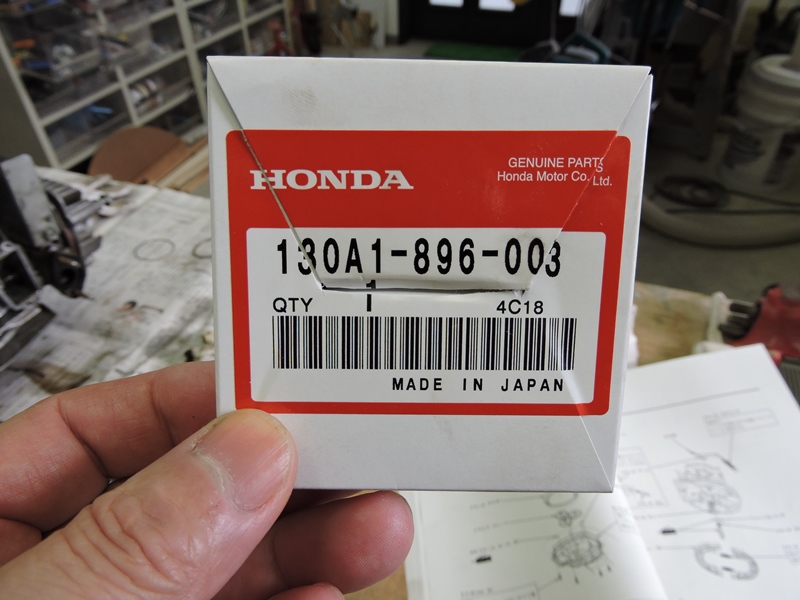 HONDA
GENUINE PARTS
Honda Motor Co., Ltd.
130A1-896-003
QTY 1 4C18
MADE IN JAPAN